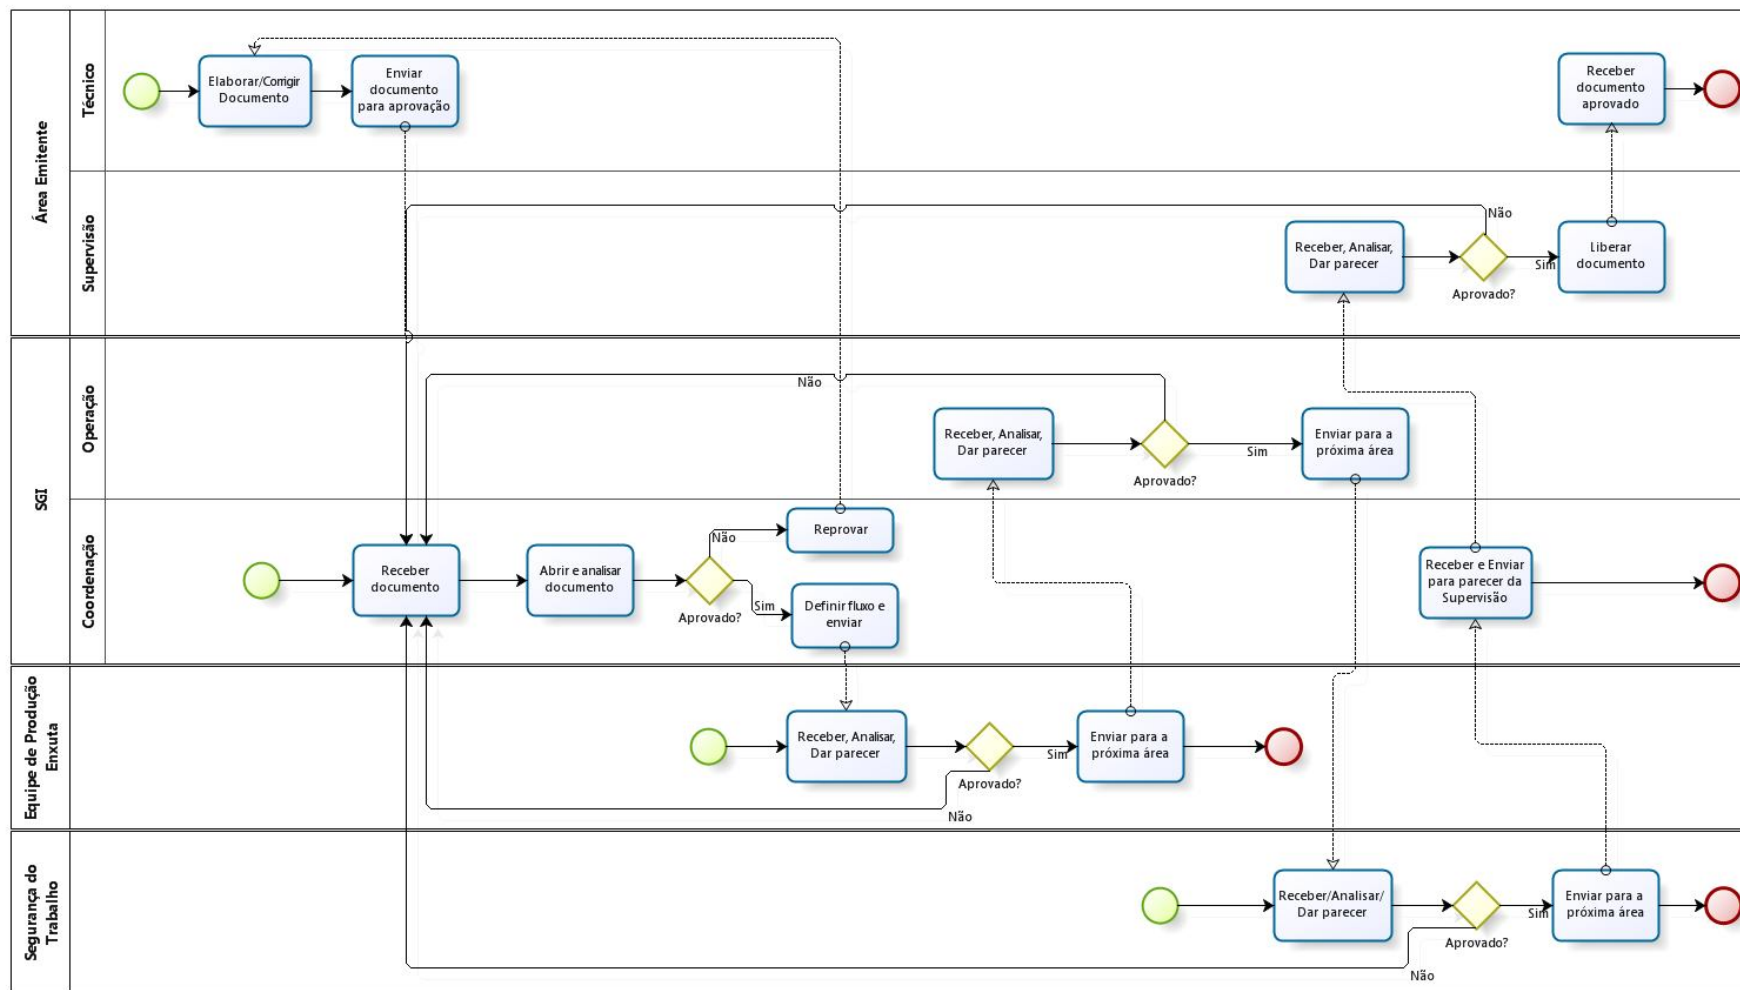 Área Emitente
Técnico
Elaborar/Corrigir
Documento
Enviar
documento
para aprovação
Receber
documento
aprovado
Supervisão
Receber, Analisar,
Dar parecer
Não
Aprovado?
Sim
Liberar
documento
SGI
Operação
Não
Receber, Analisar,
Dar parecer
Aprovado?
Sim
Enviar para a
próxima área
Coordenação
Receber
documento
Abrir e analisar
documento
Não
Aprovado?
Sim
Reprovar
Definir fluxo e
enviar
Receber e Enviar
para parecer da
Supervisão
Equipe de Produção
Enxuta
Receber, Analisar,
Dar parecer
Aprovado?
Sim
Não
Enviar para a
próxima área
Segurança do
Trabalho
Receber/Analisar/
Dar parecer
Aprovado?
Sim
Não
Enviar para a
próxima área